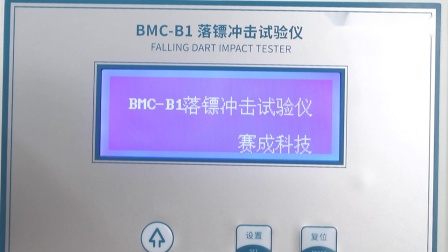 BMC-B1 落镖冲击试验仪
FALLING DART IMPACT TESTER
BMC-B1落镖冲击试验仪
赛成科技
设置
复位